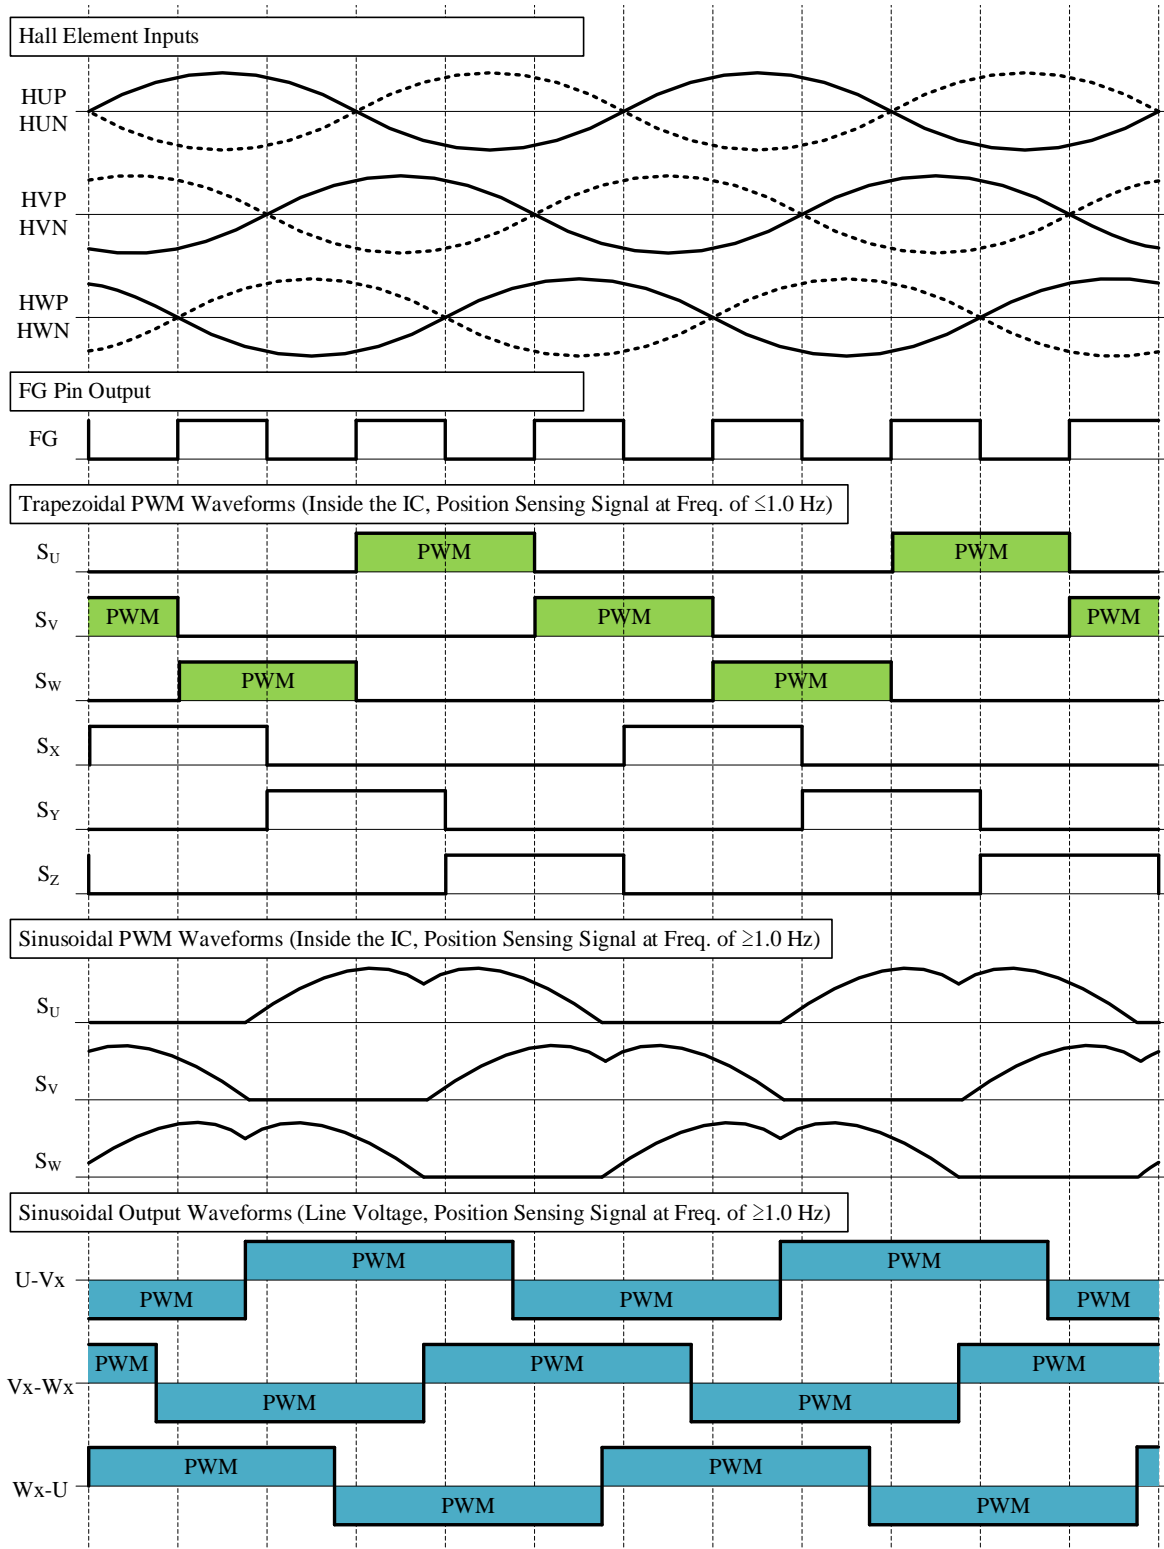 Hall Element Inputs
HUP
HUN
HVP
HVN
HWP
HWN
FG Pin Output
FG
Trapezoidal PWM Waveforms (Inside the IC, Position Sensing Signal at Freq. of ≤1.0 Hz)
SU PWM PWM
SV PWM PWM PWM
SW PWM PWM
SX
SY
SZ
Sinusoidal PWM Waveforms (Inside the IC, Position Sensing Signal at Freq. of ≥1.0 Hz)
SU
SV
SW
Sinusoidal Output Waveforms (Line Voltage, Position Sensing Signal at Freq. of ≥1.0 Hz)
PWM PWM
U-Vx
PWM PWM PWM
PWM PWM PWM
Vx-Wx
PWM PWM
PWM PWM
Wx-U
PWM PWM